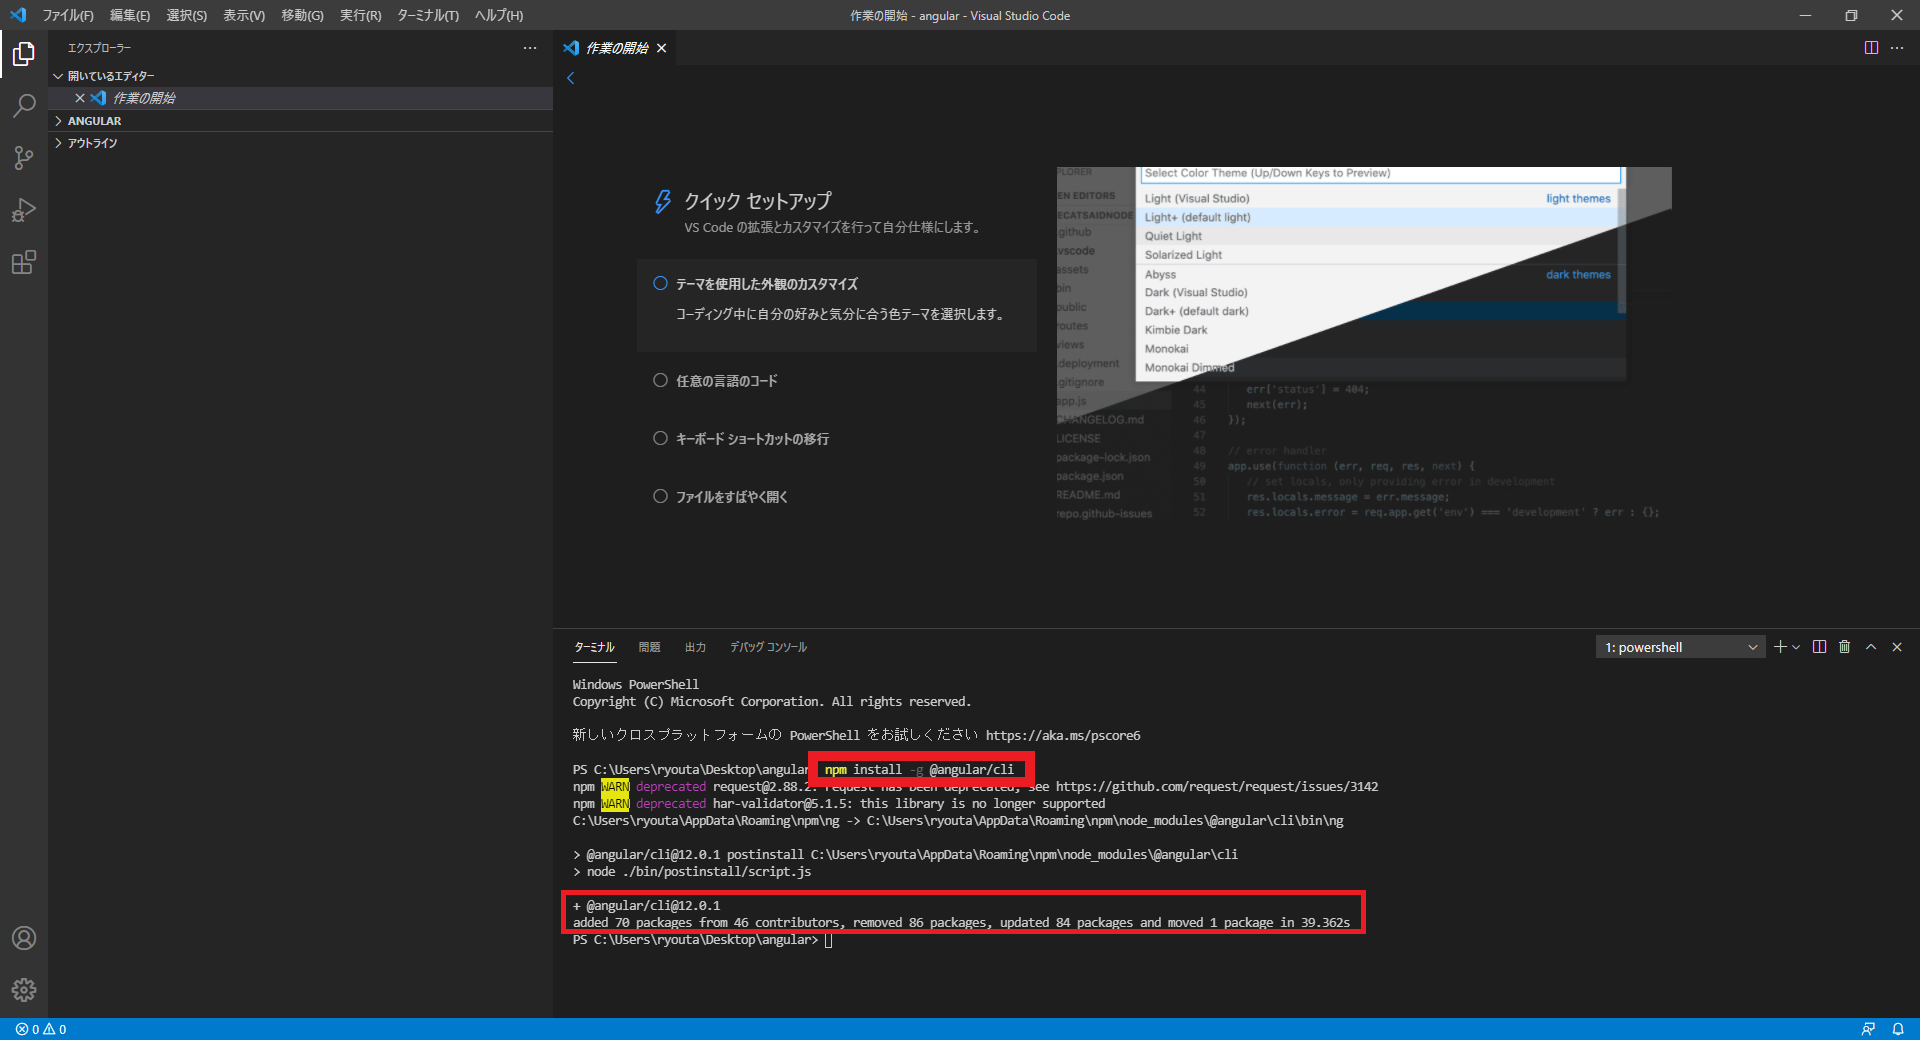 ファイル(F) 編集(E) 選択(S) 表示(V) 移動(G) 実行(R) ターミナル(T) ヘルプ(H)
作業の開始 - angular - Visual Studio Code
エクスプローラー
開いているエディター
作業の開始
ANGULAR
アウトライン
作業の開始
クイック セットアップ
VS Code の拡張とカスタマイズを行って自分仕様にします。
テーマを使用した外観のカスタマイズ
コーディング中に自分の好みと気分に合う色テーマを選択します。
任意の言語のコード
キーボード ショートカットの移行
ファイルをすばやく開く
PLORER
EN EDITORS
ECATSAIDNODE
.github
vscode
assets
bin
public
routes
views
.deployment
.gitignore
app.js
CHANGELOG.md
LICENSE
package-lock.json
package.json
README.md
repo.github-issues
Select Color Theme (Up/Down Keys to Preview)
Light (Visual Studio) light themes
Light+ (default light)
Quiet Light
Solarized Light
Abyss dark themes
Dark (Visual Studio)
Dark+ (default dark)
Kimbie Dark
Monokai
Monokai Dimmed
44 err['status'] = 404;
45 next(err);
46 });
47
48 // error handler
49 app.use(function (err, req, res, next) {
50 // set locals, only providing error in development
51 res.locals.message = err.message;
52 res.locals.error = req.app.get('env') === 'development' ? err : {};
ターミナル 問題 出力 デバッグ コンソール
1: powershell
Windows PowerShell
Copyright (C) Microsoft Corporation. All rights reserved.
新しいクロスプラットフォームの PowerShell をお試しください https://aka.ms/pscore6
PS C:\Users\ryouta\Desktop\angular npm install -g @angular/cli
npm WARN deprecated request@2.88.2: request has been deprecated, see https://github.com/request/request/issues/3142
npm WARN deprecated har-validator@5.1.5: this library is no longer supported
C:\Users\ryouta\AppData\Roaming\npm\ng -> C:\Users\ryouta\AppData\Roaming\npm\node_modules\@angular\cli\bin\ng
> @angular/cli@12.0.1 postinstall C:\Users\ryouta\AppData\Roaming\npm\node_modules\@angular\cli
> node ./bin/postinstall/script.js
+ @angular/cli@12.0.1
added 70 packages from 46 contributors, removed 86 packages, updated 84 packages and moved 1 package in 39.362s
PS C:\Users\ryouta\Desktop\angular>
0 0